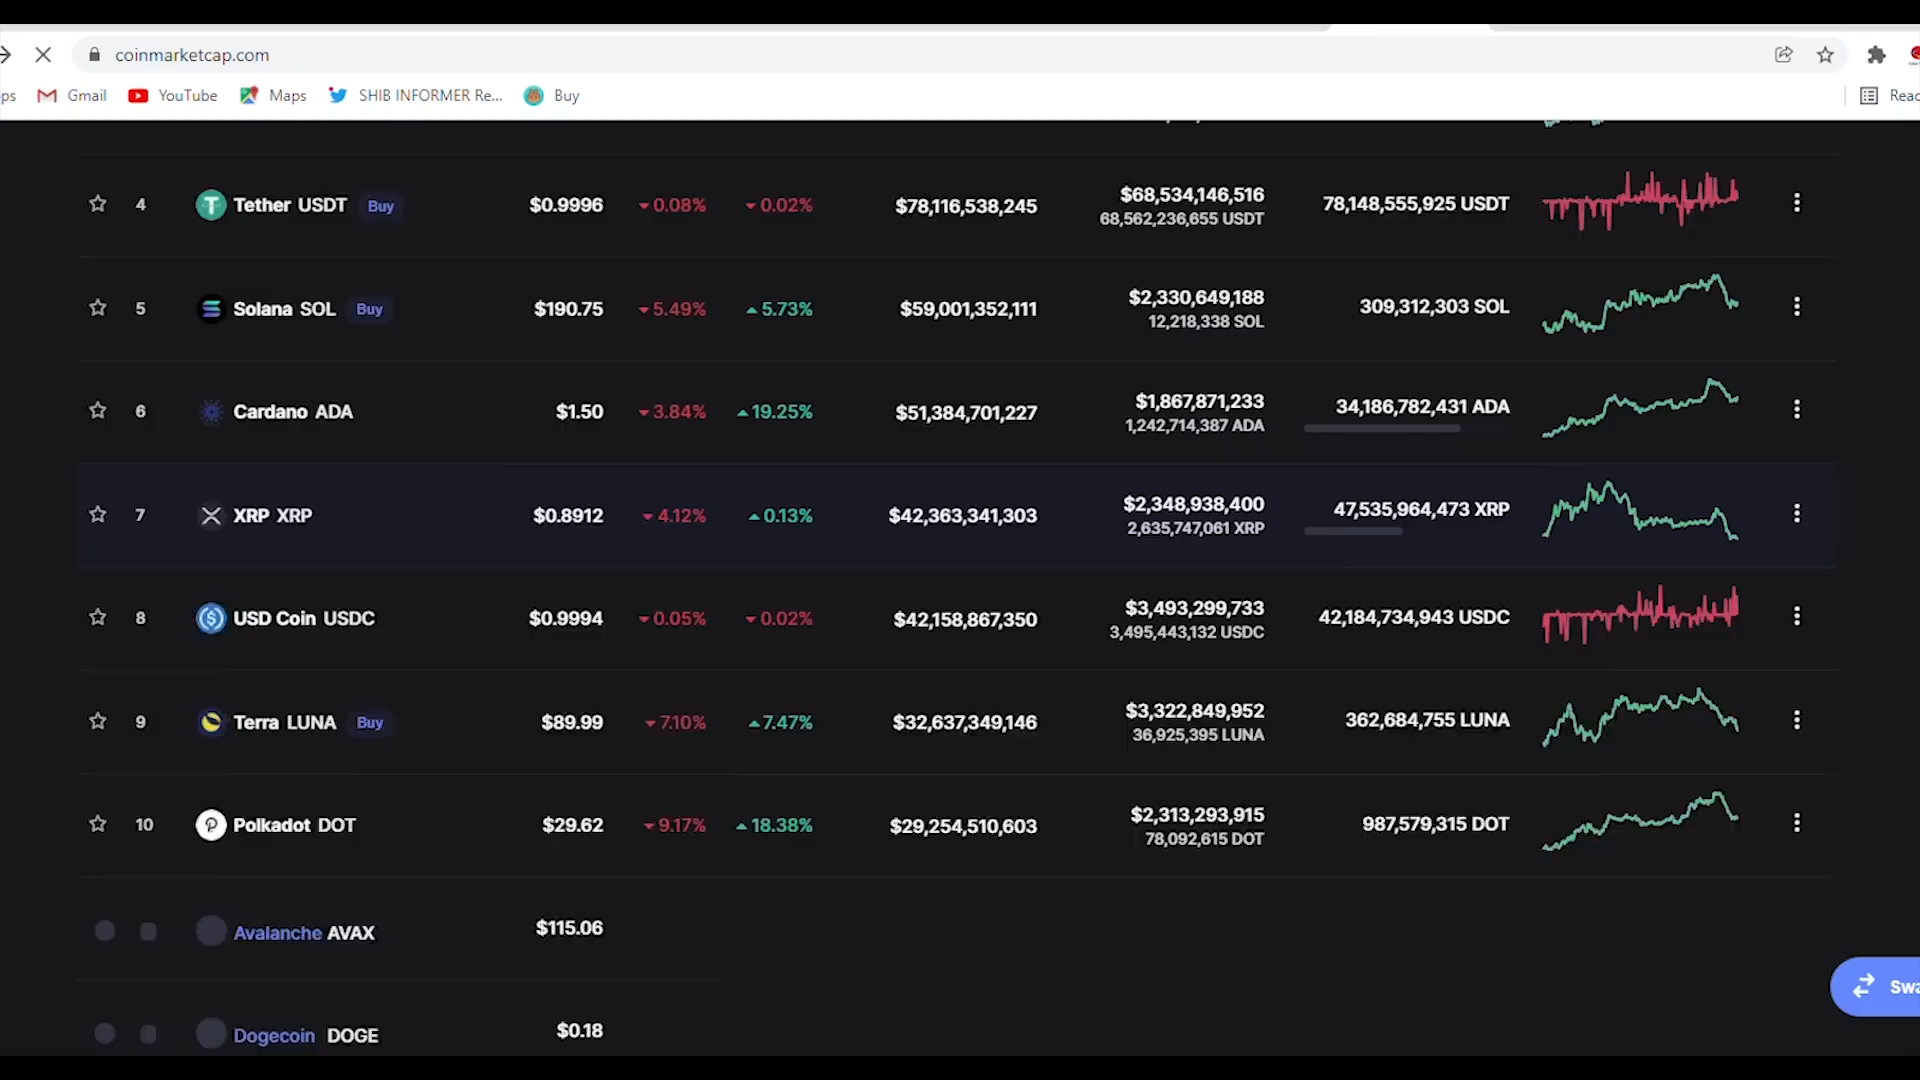 coinmarketcap.com
ps Gmail YouTube Maps SHIB INFORMER Re... Buy Reac
4 Tether USDT Buy $0.9996 0.08% 0.02% $78,116,538,245 $68,534,146,516 78,148,555,925 USDT
68,562,236,655 USDT
5 Solana SOL Buy $190.75 5.49% 5.73% $59,001,352,111 $2,330,649,188 309,312,303 SOL
12,218,338 SOL
6 Cardano ADA $1.50 3.84% 19.25% $51,384,701,227 $1,867,871,233 34,186,782,431 ADA
1,242,714,387 ADA
7 XRP XRP $0.8912 4.12% 0.13% $42,363,341,303 $2,348,938,400 47,535,964,473 XRP
2,635,747,061 XRP
8 USD Coin USDC $0.9994 0.05% 0.02% $42,158,867,350 $3,493,299,733 42,184,734,943 USDC
3,495,443,132 USDC
9 Terra LUNA Buy $89.99 7.10% 7.47% $32,637,349,146 $3,322,849,952 362,684,755 LUNA
36,925,395 LUNA
10 Polkadot DOT $29.62 9.17% 18.38% $29,254,510,603 $2,313,293,915 987,579,315 DOT
78,092,615 DOT
Avalanche AVAX $115.06
Swa
Dogecoin DOGE $0.18